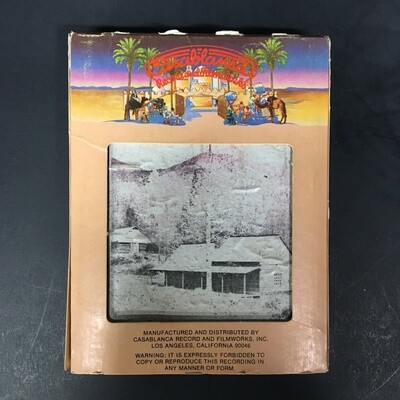 Casablanca
MANUFACTURED AND DISTRIBUTED BY
CASABLANCA RECORD AND FILMWORKS, INC.
LOS ANGELES, CALIFORNIA 90046
WARNING: IT IS EXPRESSLY FORBIDDEN TO
COPY OR REPRODUCE THIS RECORDING IN
ANY MANNER OR FORM.